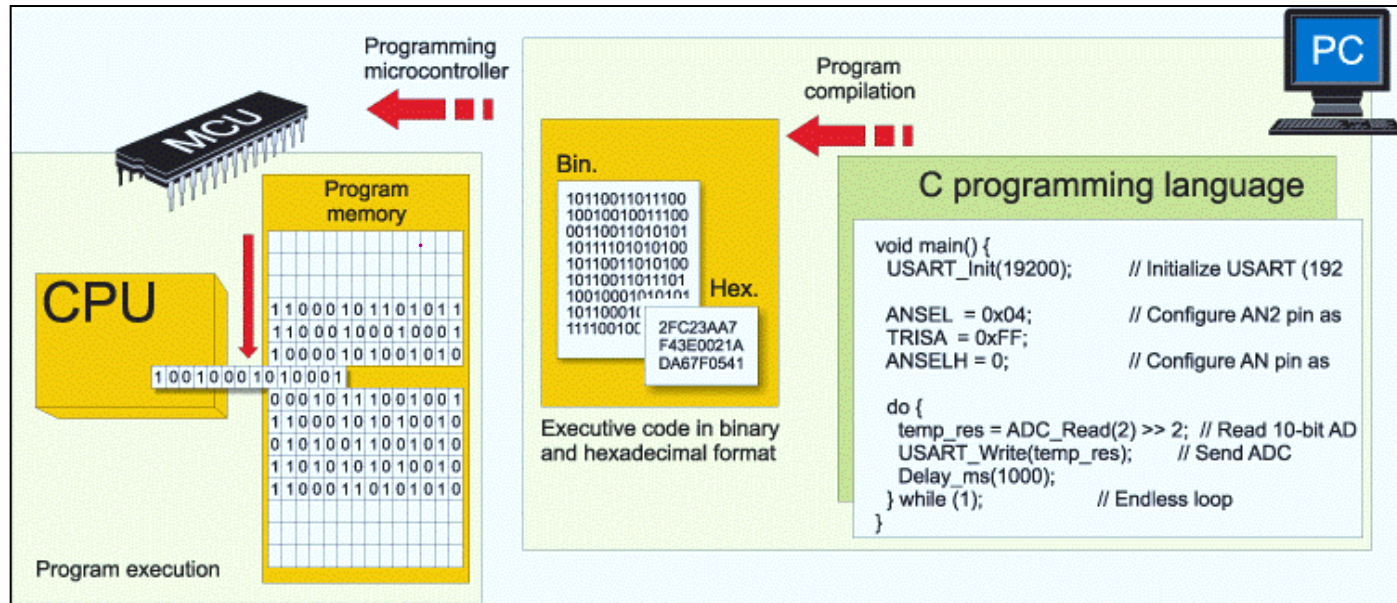 Programming
microcontroller
MCU
Program
compilation
PC
Program
memory
CPU
1 1 0 0 0 1 0 1 1 0 1 0 1 1
1 1 0 0 0 1 0 0 0 1 0 0 0 1
1 0 0 0 0 1 0 1 0 0 1 0 1 0
1 0 0 1 0 0 0 1 0 1 0 0 0 1
0 0 0 1 0 1 1 1 0 0 1 0 0 1
1 1 0 0 0 1 0 1 0 1 0 0 1 0
0 1 0 1 0 0 1 1 0 0 0 1 0 0
1 1 0 1 0 1 0 1 0 1 0 0 1 0
1 1 0 0 0 1 1 0 1 0 1 0 1 0
Program execution
Bin.
10110011011100
10010010011100
00110011010101
10111101010100
10110011010100
10110011011101
10010001010101
101100010
111100100
Hex.
2FC23AA7
F43E0021A
DA67F0541
Executive code in binary
and hexadecimal format
C programming language
void main() {
USART_Init(19200); // Initialize USART (192
ANSEL = 0x04; // Configure AN2 pin as
TRISA = 0xFF;
ANSELH = 0; // Configure AN pin as
do {
temp_res = ADC_Read(2) >> 2; // Read 10-bit AD
USART_Write(temp_res); // Send ADC
Delay_ms(1000);
} while (1); // Endless loop
}